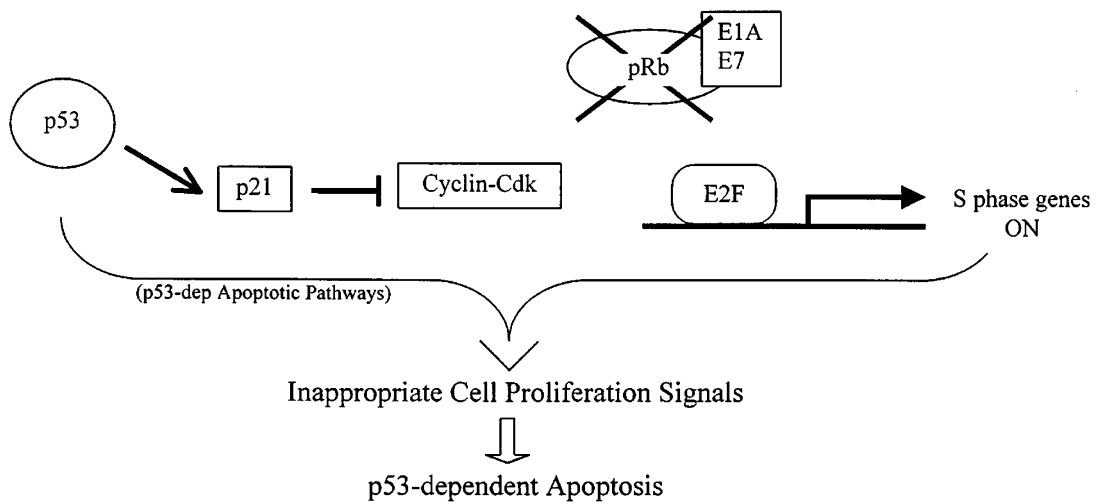 E1A
E7
pRb
p53
p21
Cyclin-Cdk
E2F
S phase genes
ON
(p53-dep Apoptotic Pathways)
Inappropriate Cell Proliferation Signals
p53-dependent Apoptosis